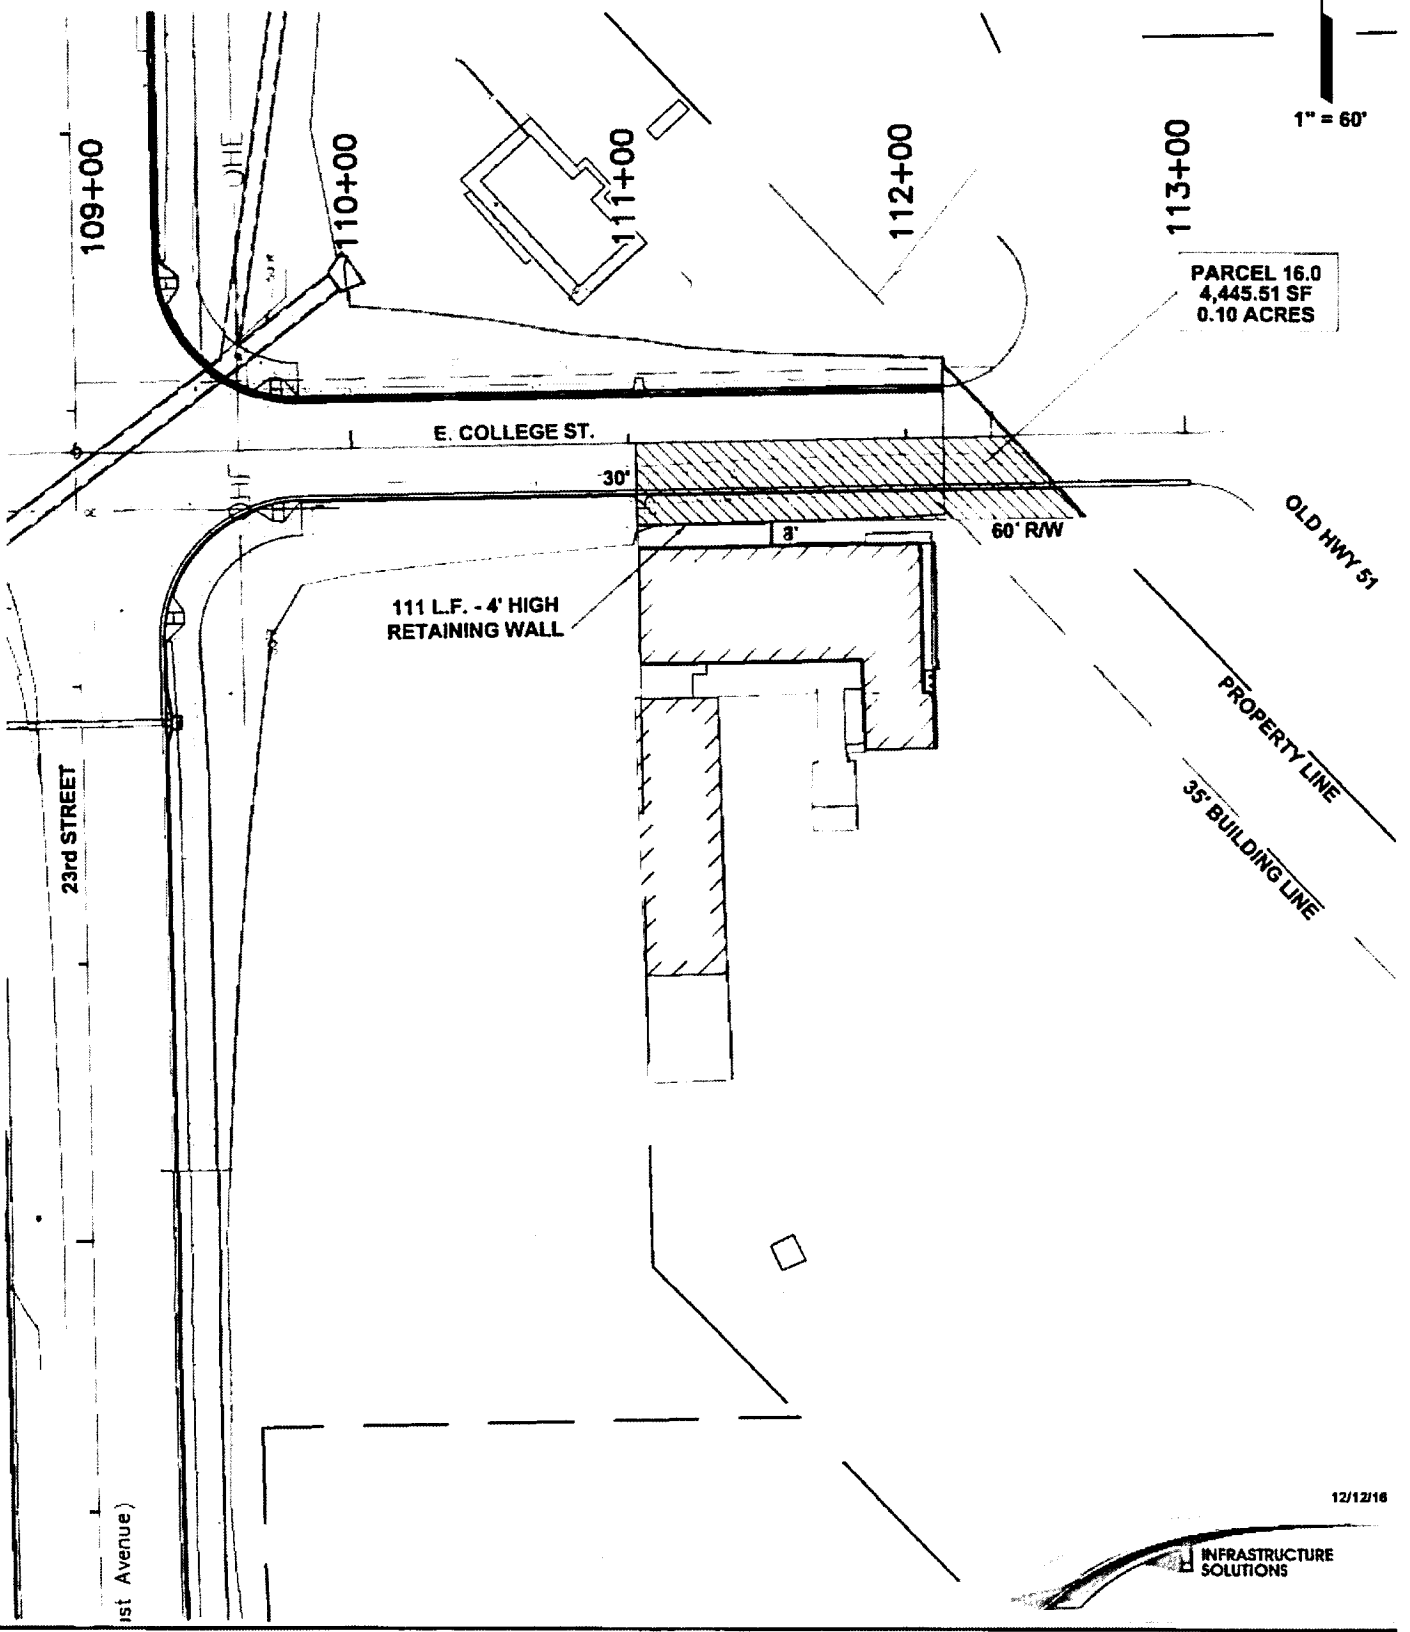 1" = 60'
109+00
110+00
111+00
112+00
113+00
OHE
PARCEL 16.0
4,445.51 SF
0.10 ACRES
E. COLLEGE ST.
30'
OHE
8'
60' R/W
OLD HWY 51
111 L.F. - 4' HIGH
RETAINING WALL
PROPERTY LINE
35' BUILDING LINE
23rd STREET
ist Avenue)
12/12/16
INFRASTRUCTURE
SOLUTIONS